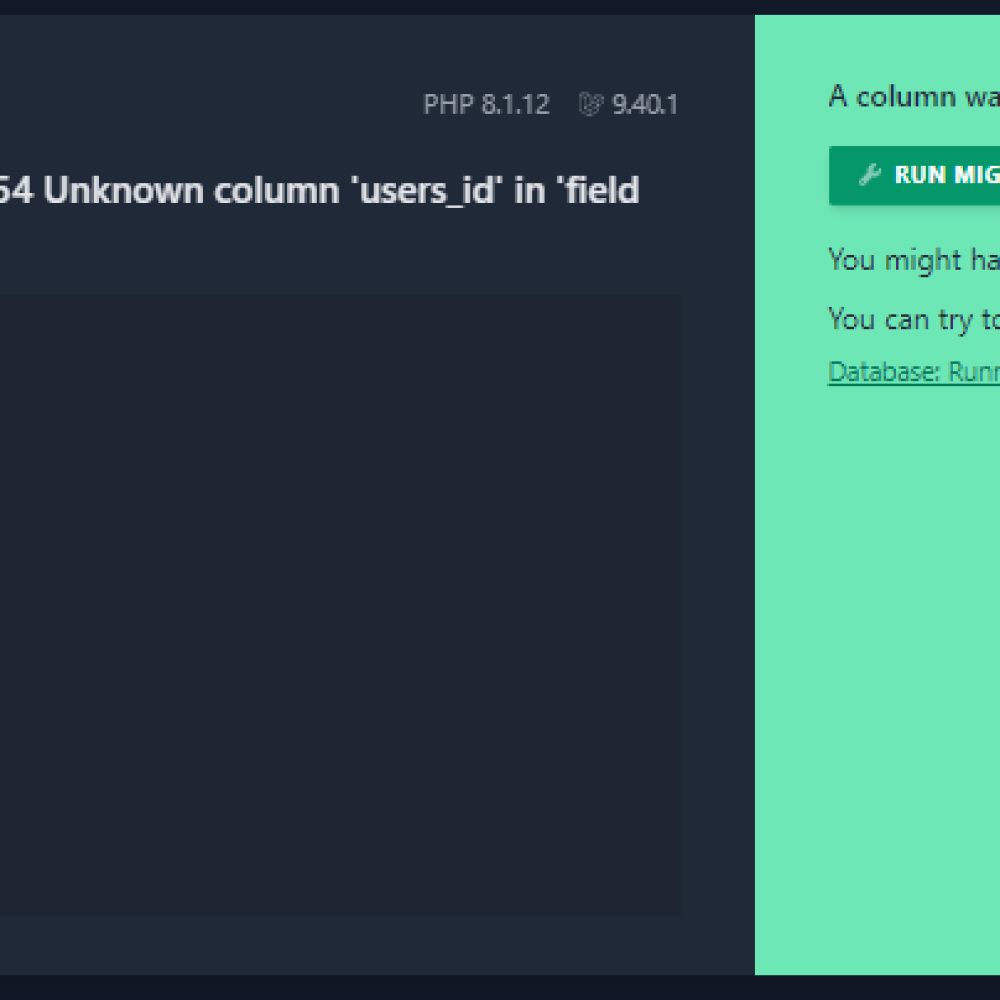 PHP 8.1.12 9.40.1
54 Unknown column 'users_id' in 'field
A column wa
RUN MIG
You might ha
You can try to
Database: Runn